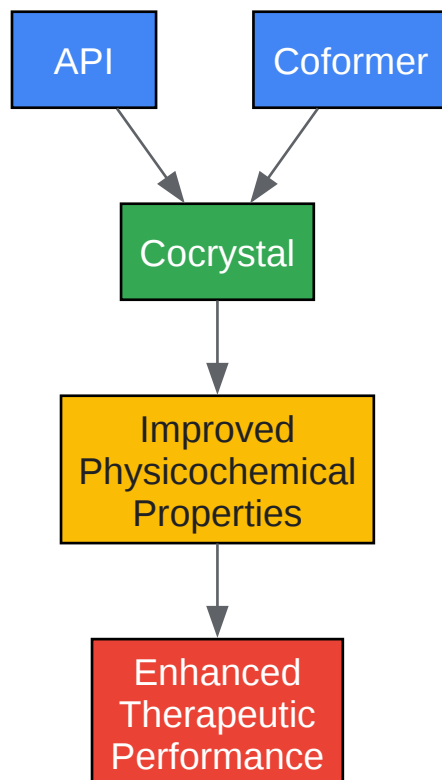 API
Coformer
Cocrystal
Improved
Physicochemical
Properties
Enhanced
Therapeutic
Performance